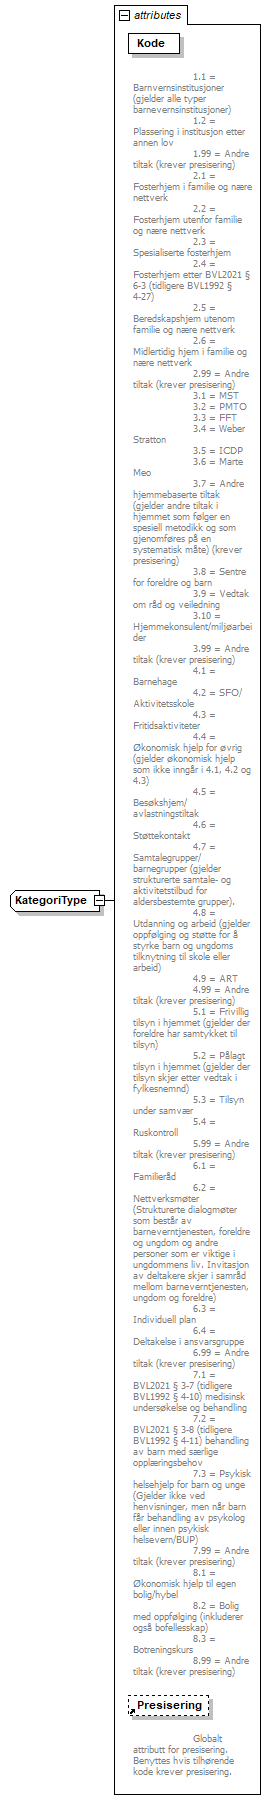 attributes
Kode
1.1 =
Barnvernsinstitusjoner
(gjelder alle typer
barnevernsinstitusjoner)
1.2 =
Plassering i institusjon etter
annen lov
1.99 = Andre
tiltak (krever presisering)
2.1 =
Fosterhjem i familie og nære
nettverk
2.2 =
Fosterhjem utenfor familie
og nære nettverk
2.3 =
Spesialiserte fosterhjem
2.4 =
Fosterhjem etter BVL2021 §
6-3 (tidligere BVL1992 §
4-27)
2.5 =
Beredskapshjem utenom
familie og nære nettverk
2.6 =
Midlertidig hjem i familie og
nære nettverk
2.99 = Andre
tiltak (krever presisering)
3.1 = MST
3.2 = PMTO
3.3 = FFT
3.4 = Weber
Stratton
3.5 = ICDP
3.6 = Marte
Meo
3.7 = Andre
hjemmebaserte tiltak
(gjelder andre tiltak i
hjemmet som følger en
spesiell metodikk og som
gjenomføres på en
systematisk måte) (krever
presisering)
3.8 = Sentre
for foreldre og barn
3.9 = Vedtak
om råd og veiledning
3.10 =
Hjemmekonsulent/miljøarbei
der
3.99 = Andre
tiltak (krever presisering)
4.1 =
Barnehage
4.2 = SFO/
Aktivitetsskole
4.3 =
Fritidsaktiviteter
4.4 =
Økonomisk hjelp for øvrig
(gjelder økonomisk hjelp
som ikke inngår i 4.1, 4.2 og
4.3)
4.5 =
Besøkshjem/
avlastningstiltak
4.6 =
Støttekontakt
4.7 =
Samtalegrupper/
barnegrupper (gjelder
strukturerte samtale- og
aktivitetstilbud for
aldersbestemte grupper).
4.8 =
Utdanning og arbeid (gjelder
oppfølging og støtte for å
styrke barn og ungdoms
tilknytning til skole eller
arbeid)
4.9 = ART
4.99 = Andre
tiltak (krever presisering)
5.1 = Frivillig
tilsyn i hjemmet (gjelder der
foreldre har samtykket til
tilsyn)
5.2 = Pålagt
tilsyn i hjemmet (gjelder der
tilsyn skjer etter vedtak i
fylkesnemnd)
5.3 = Tilsyn
under samvær
5.4 =
Ruskontroll
5.99 = Andre
tiltak (krever presisering)
6.1 =
Familieråd
6.2 =
Nettverksmøter
(Strukturerte dialogmøter
som består av
barneverntjenesten, foreldre
og ungdom og andre
personer som er viktige i
ungdommens liv. Invitasjon
av deltakere skjer i samråd
mellom barneverntjenesten,
ungdom og foreldre)
6.3 =
Individuell plan
6.4 =
Deltakelse i ansvarsgruppe
6.99 = Andre
tiltak (krever presisering)
7.1 =
BVL2021 § 3-7 (tidligere
BVL1992 § 4-10) medisinsk
undersøkelse og behandling
7.2 =
BVL2021 § 3-8 (tidligere
BVL1992 § 4-11) behandling
av barn med særlige
opplæringsbehov
7.3 = Psykisk
helsehjelp for barn og unge
(Gjelder ikke ved
henvisninger, men når barn
får behandling av psykolog
eller innen psykisk
helsevern/BUP)
7.99 = Andre
tiltak (krever presisering)
8.1 =
Økonomisk hjelp til egen
bolig/hybel
8.2 = Bolig
med oppfølging (inkluderer
også bofellesskap)
8.3 =
Botreningskurs
8.99 = Andre
tiltak (krever presisering)
KategoriType
Presisering
Globalt
attributt for presisering.
Benyttes hvis tilhørende
kode krever presisering.